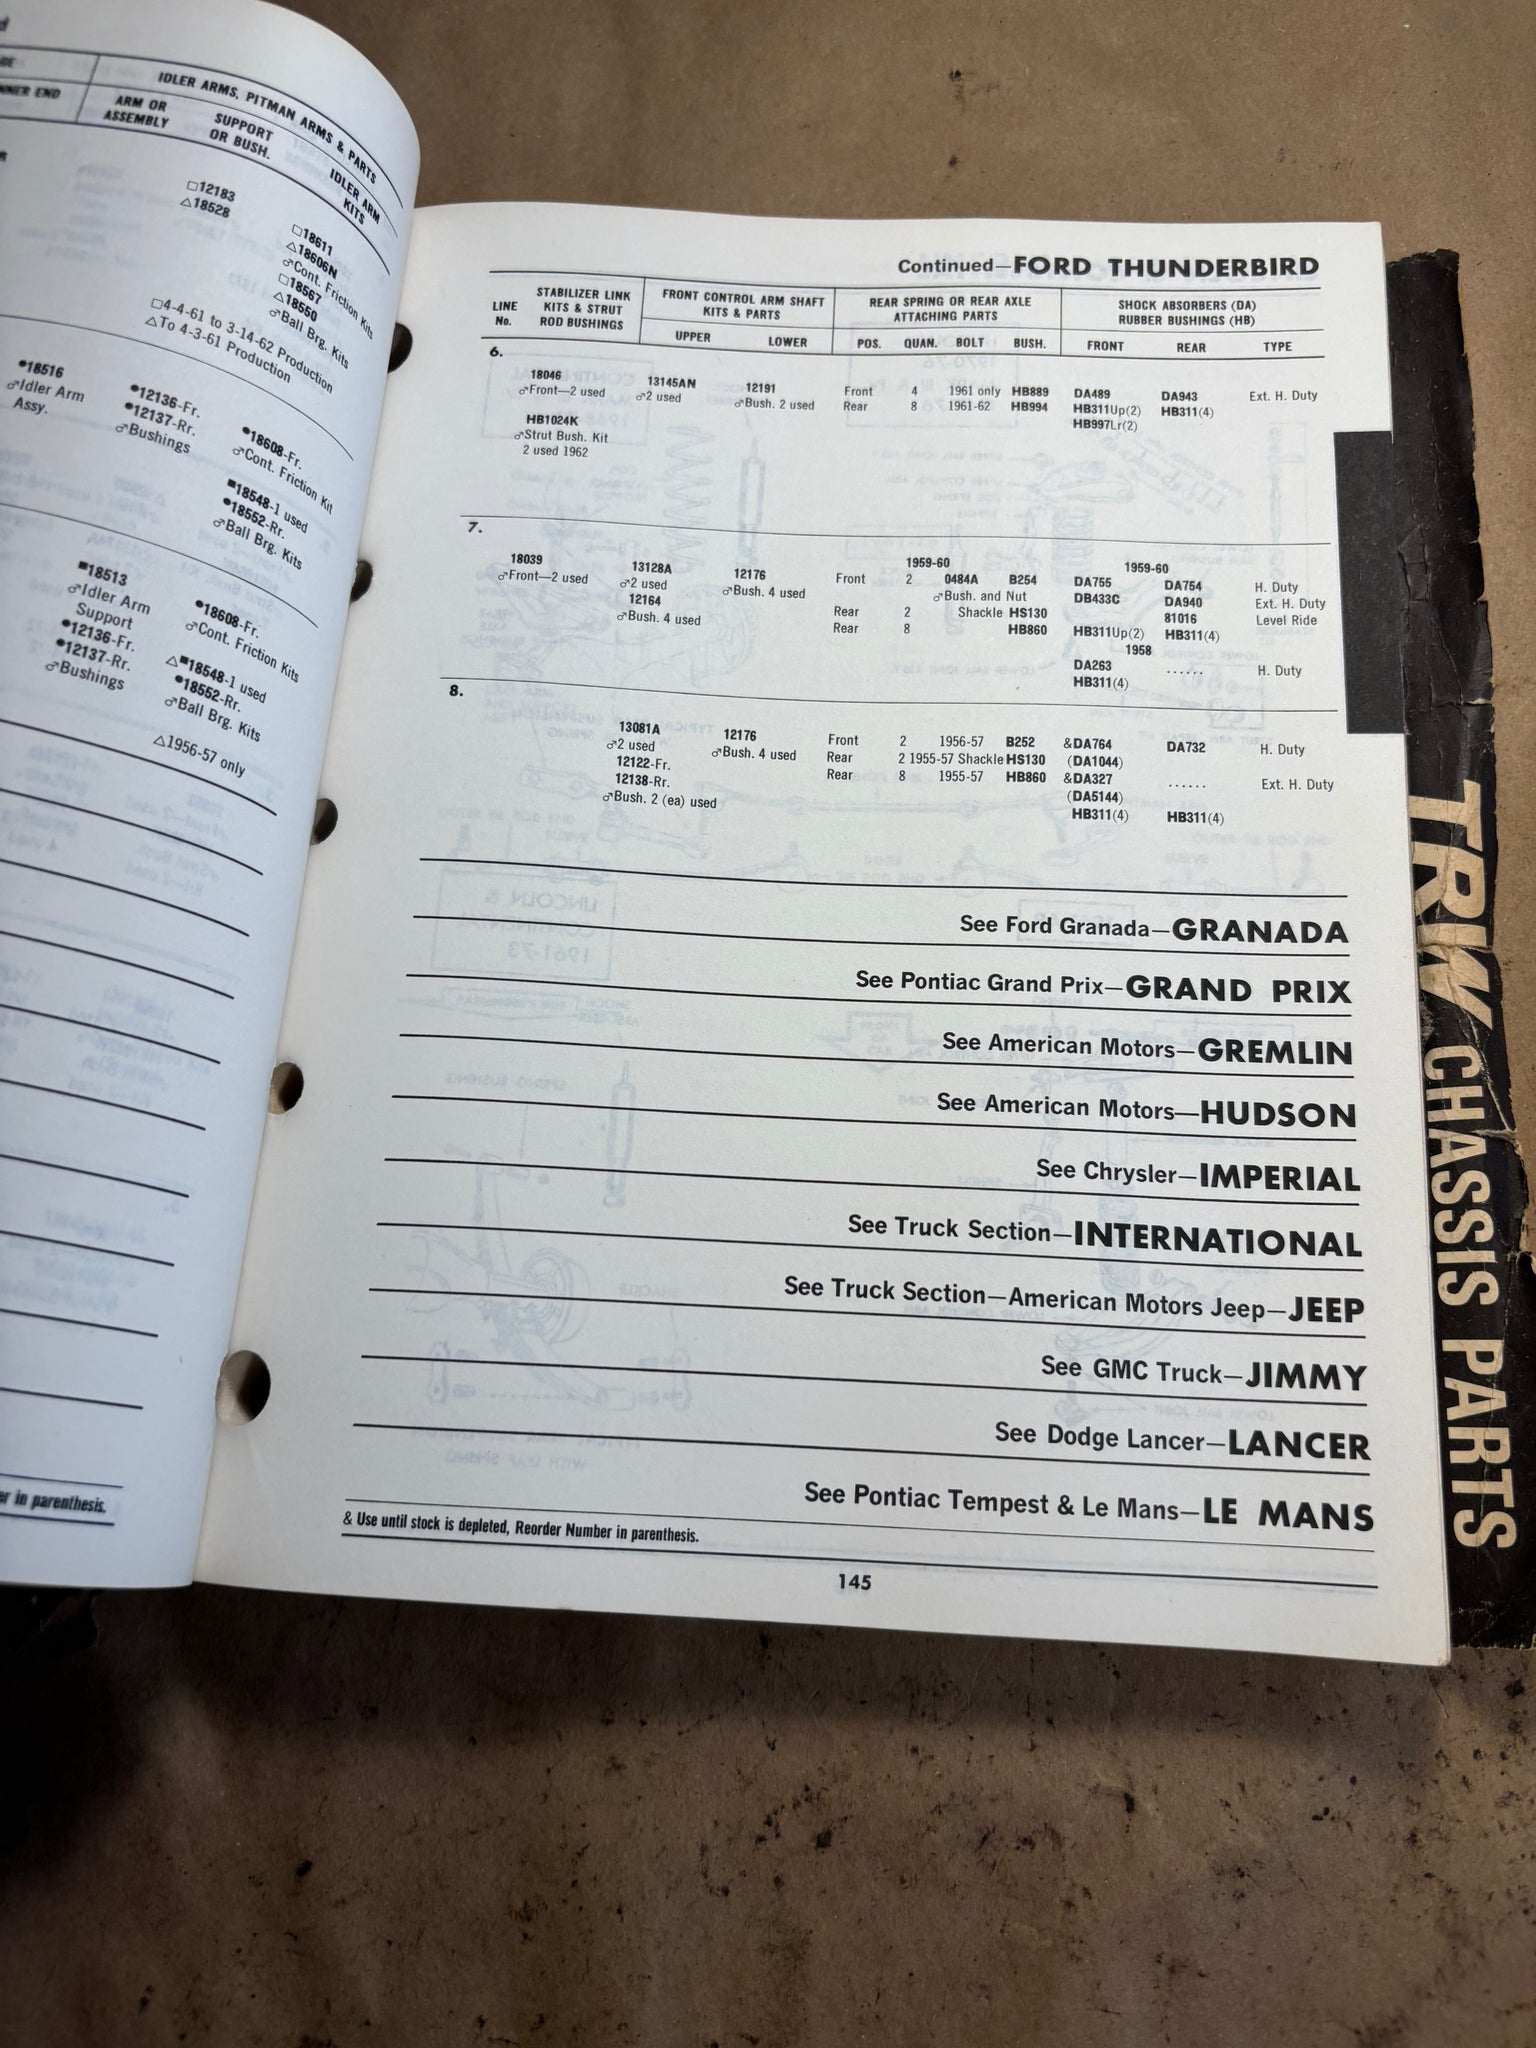 IDLER ARMS, PITMAN ARMS & PARTS
NNER END
ARM OR
ASSEMBLY
SUPPORT
OR BUSH.
IDLER ARM
KITS
□12183
△18528
□18611
△18606N
♂Cont. Friction Kits
□18567
△18550
♂Ball Brg. Kits
□4-4-61 to 3-14-62 Production
△To 4-3-61 Production
●18516
♂Idler Arm
Assy.
●12136-Fr.
●12137-Rr.
♂Bushings
●18608-Fr.
♂Cont. Friction Kit
■18548-1 used
●18552-Rr.
♂Ball Brg. Kits
■18513
♂Idler Arm
Support
●12136-Fr.
●12137-Rr.
♂Bushings
●18608-Fr.
♂Cont. Friction Kits
△■18548-1 used
●18552-Rr.
♂Ball Brg. Kits
△1956-57 only
er in parenthesis.
Continued—FORD THUNDERBIRD
LINE
No.
STABILIZER LINK
KITS & STRUT
ROD BUSHINGS
FRONT CONTROL ARM SHAFT
KITS & PARTS
UPPER LOWER
REAR SPRING OR REAR AXLE
ATTACHING PARTS
POS. QUAN. BOLT BUSH.
SHOCK ABSORBERS (DA)
RUBBER BUSHINGS (HB)
FRONT REAR TYPE
6.
18046 13145AN 12191 Front 4 1961 only HB889 DA489 DA943 Ext. H. Duty
♂Front—2 used ♂2 used ♂Bush. 2 used Rear 8 1961-62 HB994 HB311Up(2) HB311(4)
HB1024K HB997Lr(2)
♂Strut Bush. Kit
2 used 1962
7.
18039 13128A 12176 1959-60 1959-60
♂Front—2 used ♂2 used ♂Bush. 4 used Front 2 0484A B254 DA755 DA754 H. Duty
12164 ♂Bush. and Nut DB433C DA940 Ext. H. Duty
♂Bush. 4 used Rear 2 Shackle HS130 81016 Level Ride
Rear 8 HB860 HB311Up(2) HB311(4)
1958
DA263 ...... H. Duty
HB311(4)
8.
13081A 12176 Front 2 1956-57 B252 &DA764 DA732 H. Duty
♂2 used ♂Bush. 4 used Rear 2 1955-57 Shackle HS130 (DA1044)
12122-Fr. Rear 8 1955-57 HB860 &DA327 ...... Ext. H. Duty
12138-Rr. (DA5144)
♂Bush. 2 (ea) used HB311(4) HB311(4)
See Ford Granada—GRANADA
See Pontiac Grand Prix—GRAND PRIX
See American Motors—GREMLIN
See American Motors—HUDSON
See Chrysler—IMPERIAL
See Truck Section—INTERNATIONAL
See Truck Section—American Motors Jeep—JEEP
See GMC Truck—JIMMY
See Dodge Lancer—LANCER
See Pontiac Tempest & Le Mans—LE MANS
& Use until stock is depleted, Reorder Number in parenthesis.
145
TRW CHASSIS PARTS